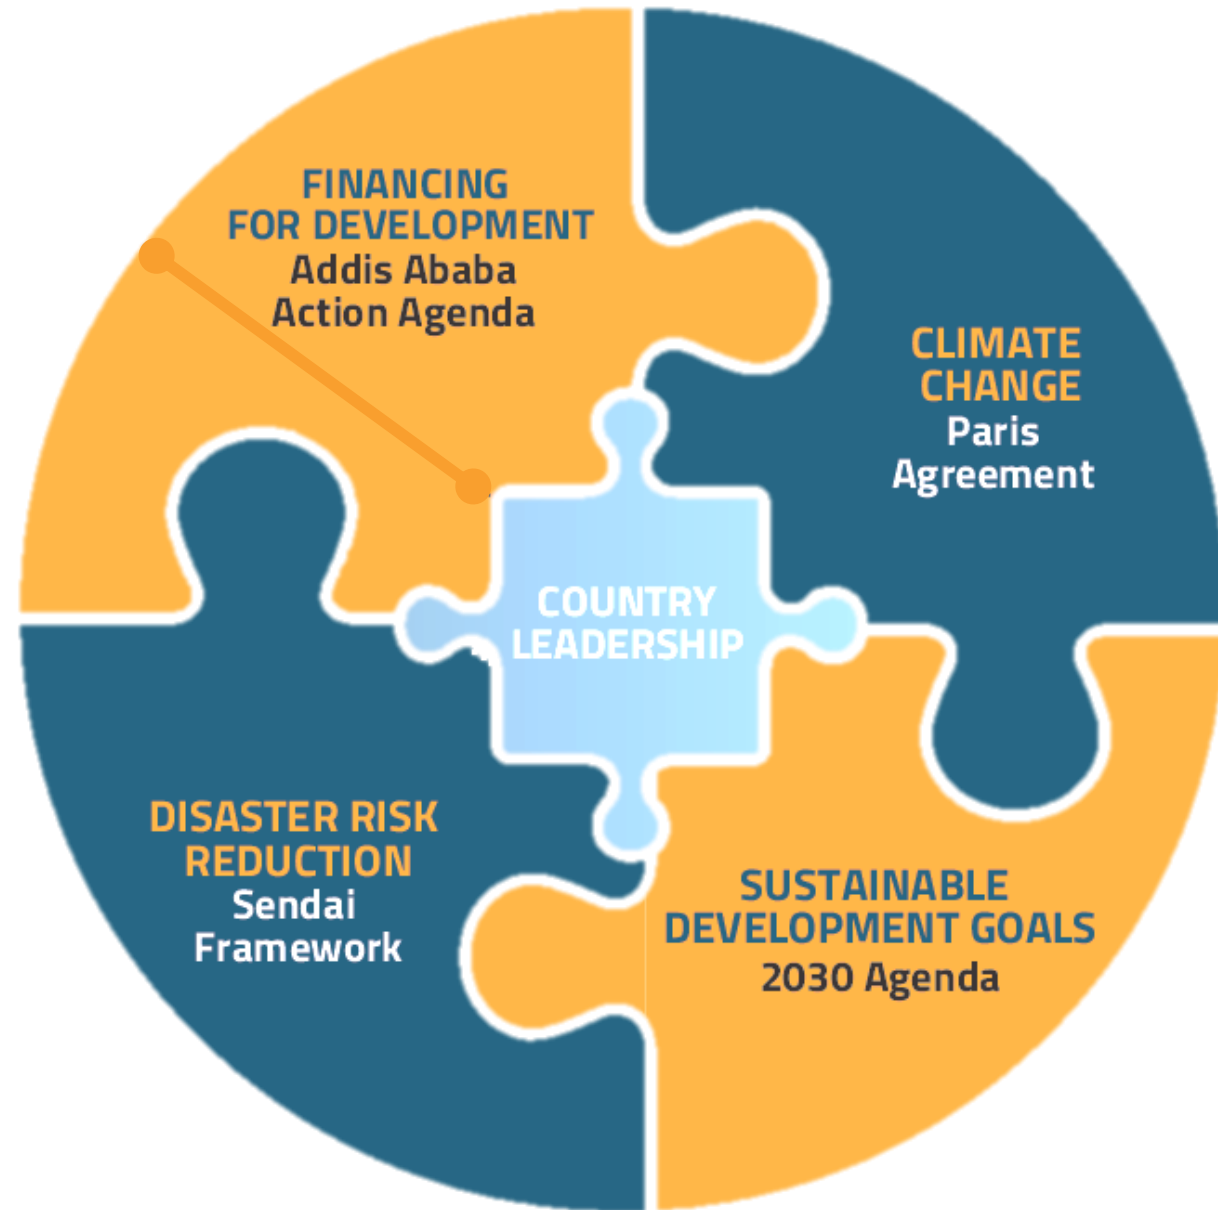 FINANCING
FOR DEVELOPMENT
Addis Ababa
Action Agenda
CLIMATE
CHANGE
Paris
Agreement
COUNTRY
LEADERSHIP
DISASTER RISK
REDUCTION
Sendai
Framework
SUSTAINABLE
DEVELOPMENT GOALS
2030 Agenda